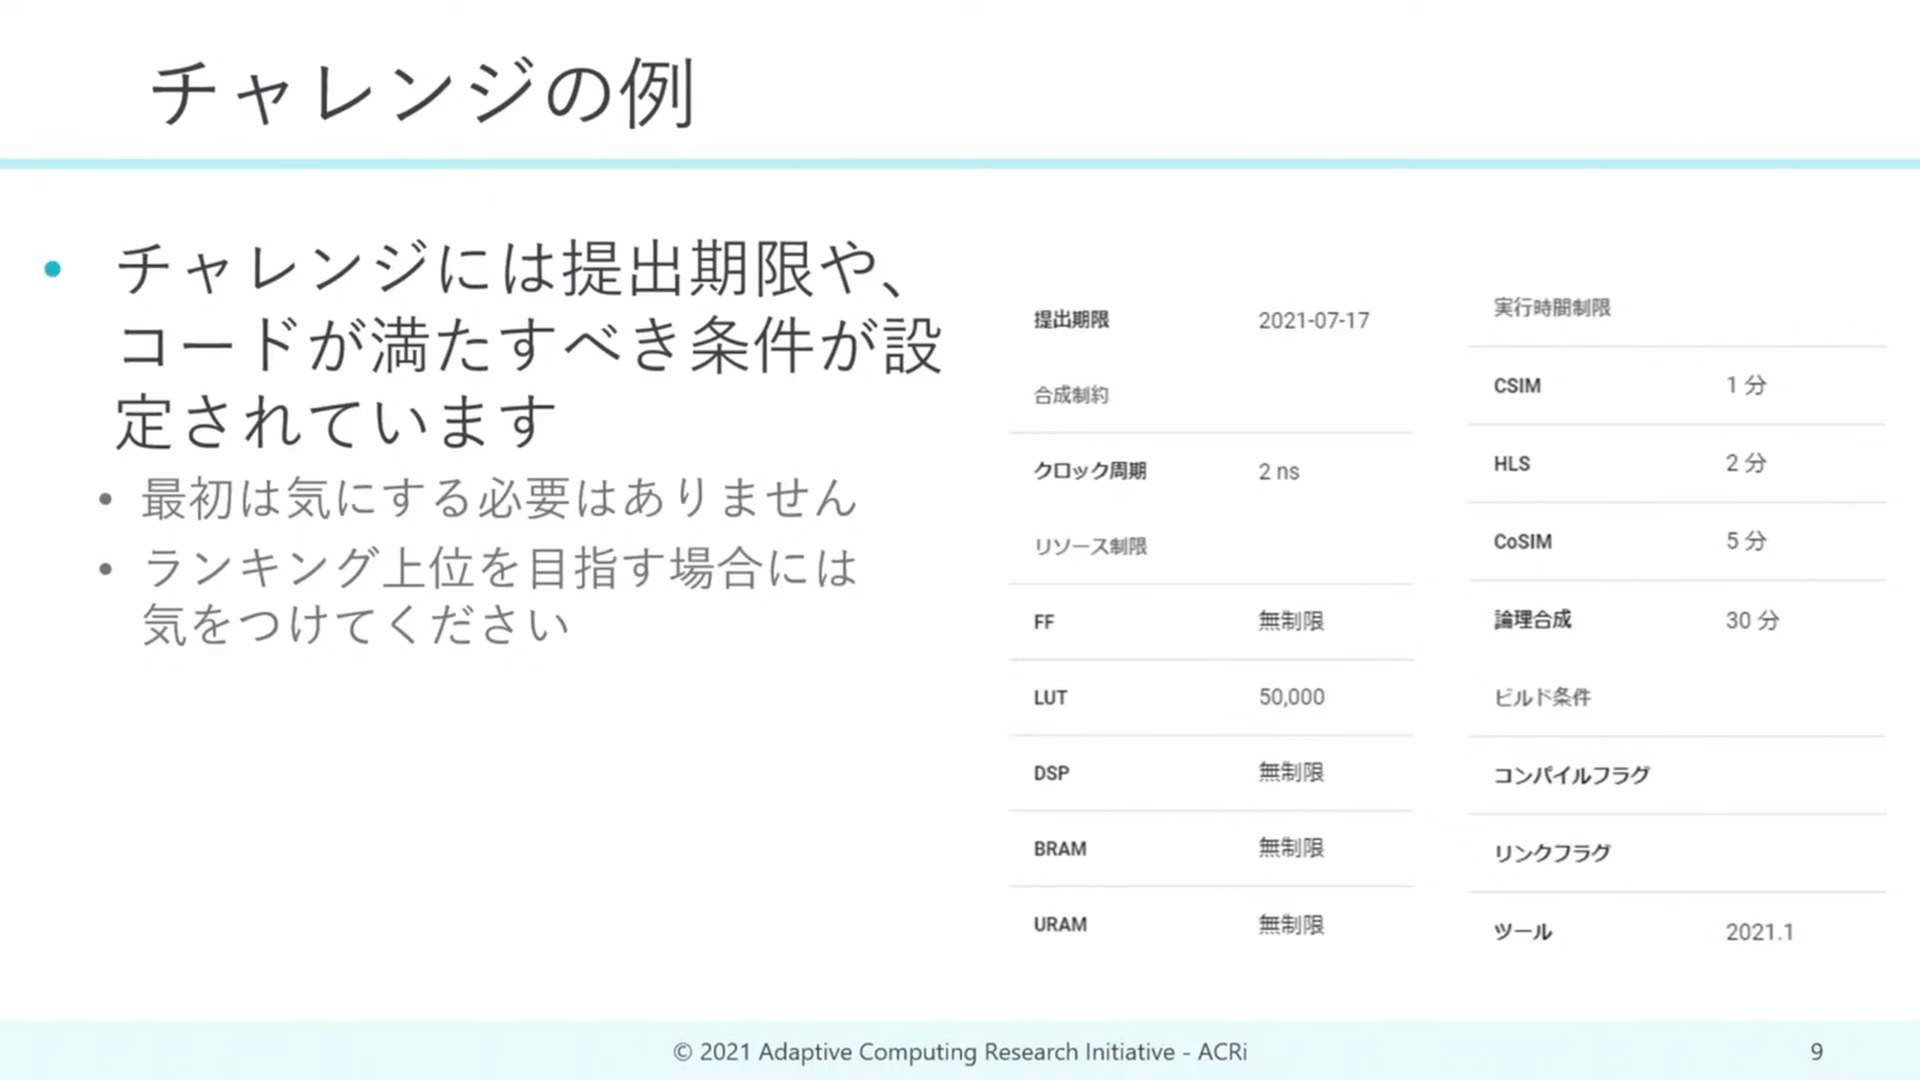 チャレンジの例
• チャレンジには提出期限や、
コードが満たすべき条件が設
定されています
• 最初は気にする必要はありません
• ランキング上位を目指す場合には
気をつけてください
提出期限 2021-07-17
合成制約
クロック周期 2 ns
リソース制限
FF 無制限
LUT 50,000
DSP 無制限
BRAM 無制限
URAM 無制限
実行時間制限
CSIM 1 分
HLS 2 分
CoSIM 5 分
論理合成 30 分
ビルド条件
コンパイルフラグ
リンクフラグ
ツール 2021.1
© 2021 Adaptive Computing Research Initiative - ACRi
9